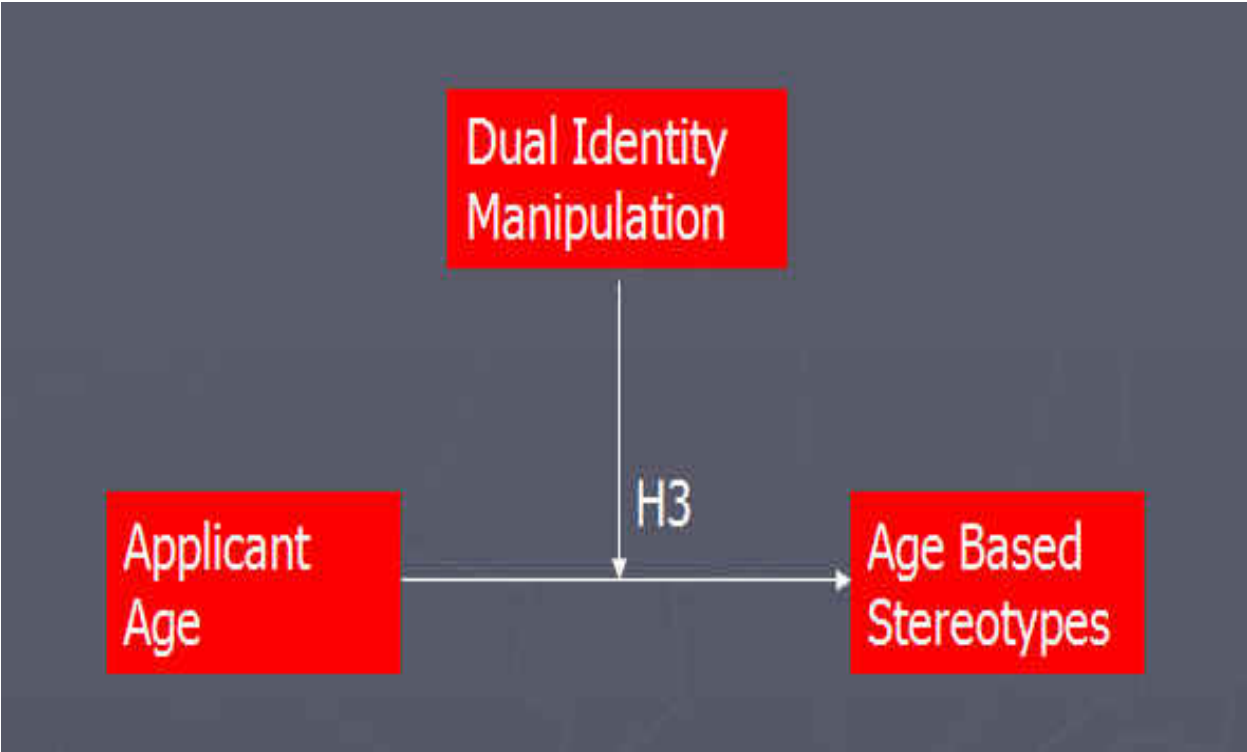 Dual Identity
Manipulation
H3
Applicant
Age
Age Based
Stereotypes